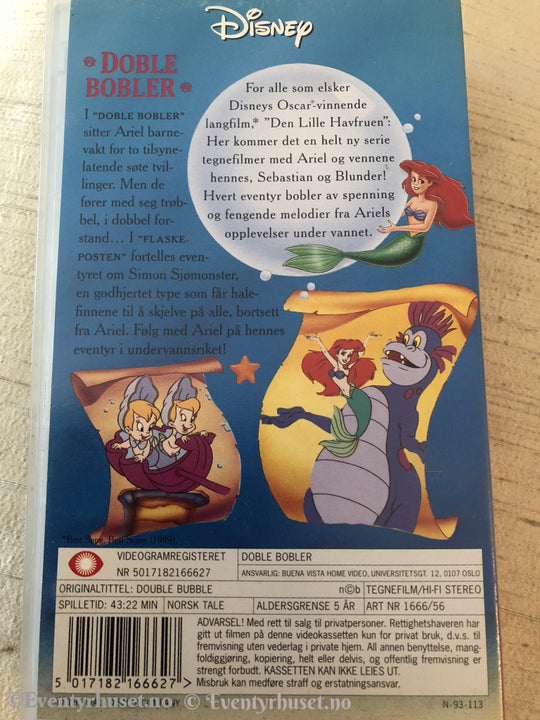 Disney
DOBLE
BOBLER
I "DOBLE BOBLER"
sitter Ariel barne-
vakt for to tilsyne-
latende søte tvil-
linger. Men de
fører med seg trøb-
bel, i dobbel for-
stand... I "FLASKE-
POSTEN" fortelles even-
tyret om Simon Sjømonster,
en godhjertet type som får hale-
finnene til å skjelve på alle, bortsett
fra Ariel. Følg med Ariel på hennes
eventyr i undervannsriket!
For alle som elsker
Disneys Oscar®-vinnende
langfilm,* "Den Lille Havfruen":
Her kommer det en helt ny serie
tegnefilmer med Ariel og vennene
hennes, Sebastian og Blunder!
Hvert eventyr bobler av spenning
og fengende melodier fra Ariels
opplevelser under vannet.
*Best Song, Best Score (1989)
VIDEOGRAMREGISTERET
NR 5017182166627
DOBLE BOBLER
ANSVARLIG: BUENA VISTA HOME VIDEO, UNIVERSITETSGT. 12, 0107 OSLO
ORIGINALTITTEL: DOUBLE BUBBLE
n©b
TEGNEFILM/HI-FI STEREO
SPILLETID: 43:22 MIN
NORSK TALE
ALDERSGRENSE 5 ÅR
ART NR 1666/56
ADVARSEL! Med rett til salg til privatpersoner. Rettighetshaveren har
gitt ut filmen på denne videokassetten kun for privat bruk, d.v.s. til
fremvisning uten vederlag i private hjem. All annen benyttelse, mang-
foldiggjøring, kopiering, helt eller delvis, og offentlig fremvisning er
strengt forbudt. KASSETTEN KAN IKKE LEIES UT.
Misbruk kan medføre straff og erstatningsansvar.
5 017182 166627
N-93-113
©Eventyrhuset.no © Eventyrhuset.no